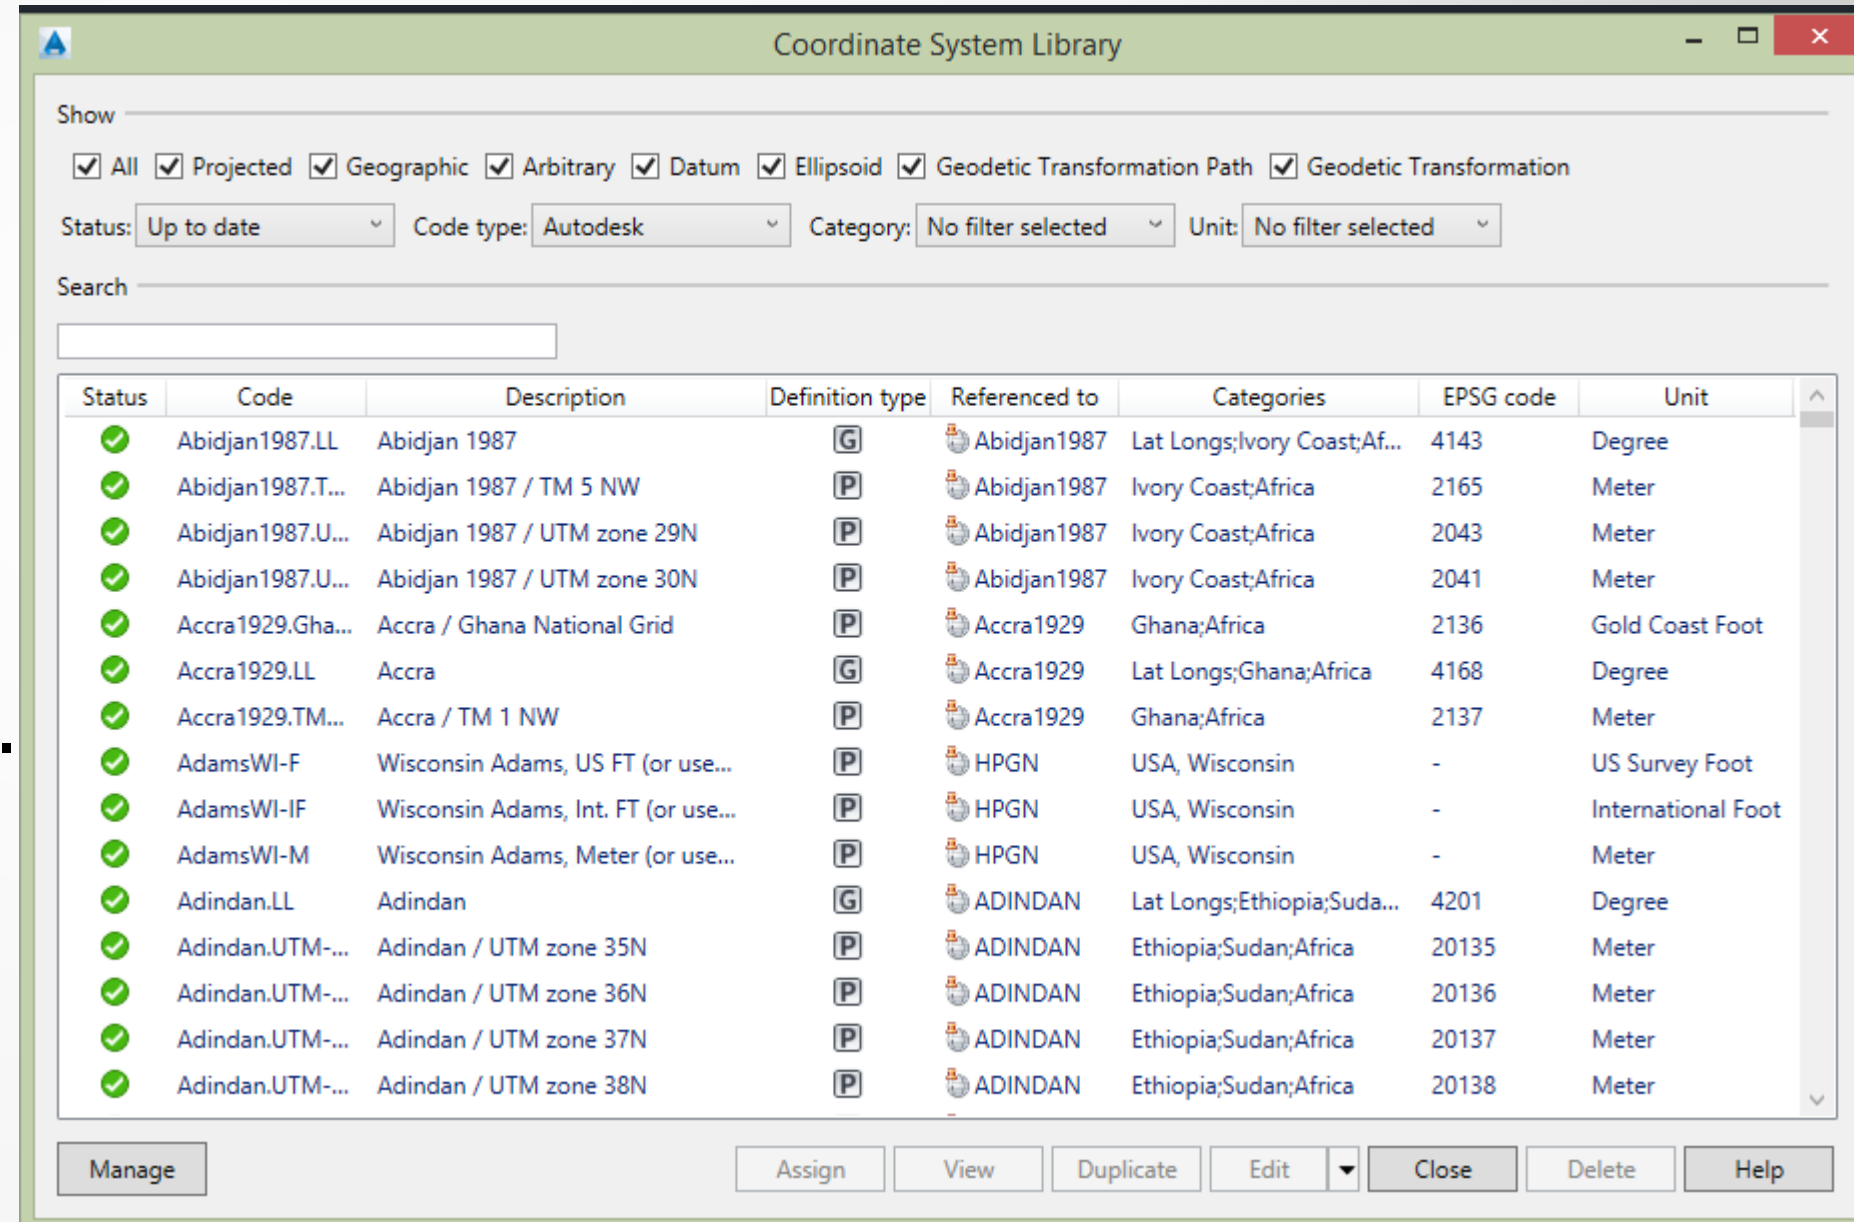 Coordinate System Library
Show
All Projected Geographic Arbitrary Datum Ellipsoid Geodetic Transformation Path Geodetic Transformation
Status: Up to date Code type: Autodesk Category: No filter selected Unit: No filter selected
Search
Status Code Description Definition type Referenced to Categories EPSG code Unit
Abidjan1987.LL Abidjan 1987 G Abidjan1987 Lat Longs;Ivory Coast;Af... 4143 Degree
Abidjan1987.T... Abidjan 1987 / TM 5 NW P Abidjan1987 Ivory Coast;Africa 2165 Meter
Abidjan1987.U... Abidjan 1987 / UTM zone 29N P Abidjan1987 Ivory Coast;Africa 2043 Meter
Abidjan1987.U... Abidjan 1987 / UTM zone 30N P Abidjan1987 Ivory Coast;Africa 2041 Meter
Accra1929.Gha... Accra / Ghana National Grid P Accra1929 Ghana;Africa 2136 Gold Coast Foot
Accra1929.LL Accra G Accra1929 Lat Longs;Ghana;Africa 4168 Degree
Accra1929.TM... Accra / TM 1 NW P Accra1929 Ghana;Africa 2137 Meter
AdamsWI-F Wisconsin Adams, US FT (or use... P HPGN USA, Wisconsin - US Survey Foot
AdamsWI-IF Wisconsin Adams, Int. FT (or use... P HPGN USA, Wisconsin - International Foot
AdamsWI-M Wisconsin Adams, Meter (or use... P HPGN USA, Wisconsin - Meter
Adindan.LL Adindan G ADINDAN Lat Longs;Ethiopia;Suda... 4201 Degree
Adindan.UTM-... Adindan / UTM zone 35N P ADINDAN Ethiopia;Sudan;Africa 20135 Meter
Adindan.UTM-... Adindan / UTM zone 36N P ADINDAN Ethiopia;Sudan;Africa 20136 Meter
Adindan.UTM-... Adindan / UTM zone 37N P ADINDAN Ethiopia;Sudan;Africa 20137 Meter
Adindan.UTM-... Adindan / UTM zone 38N P ADINDAN Ethiopia;Sudan;Africa 20138 Meter
Manage Assign View Duplicate Edit Close Delete Help